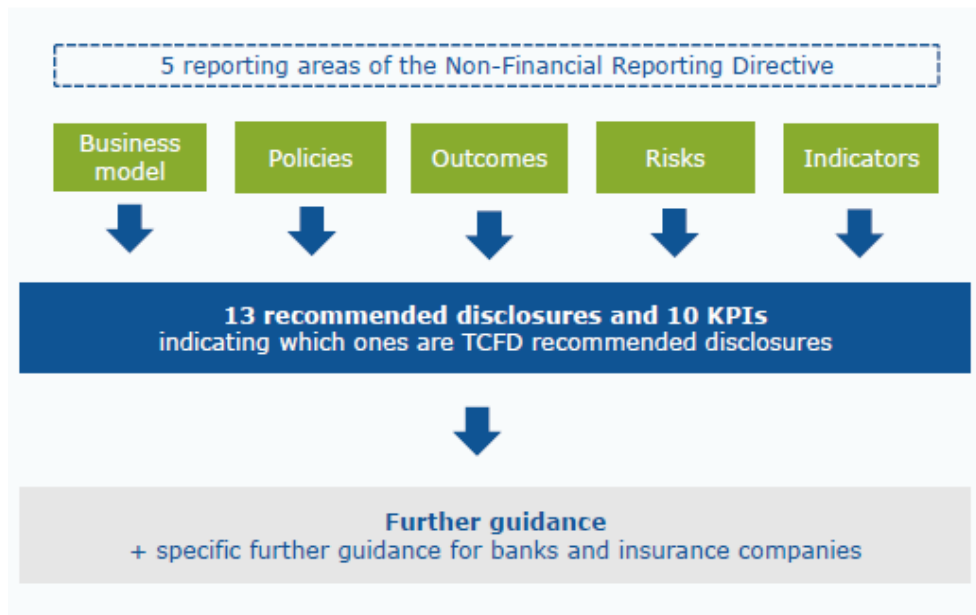 5 reporting areas of the Non-Financial Reporting Directive
Business
model
Policies
Outcomes
Risks
Indicators
13 recommended disclosures and 10 KPIs
indicating which ones are TCFD recommended disclosures
Further guidance
+ specific further guidance for banks and insurance companies